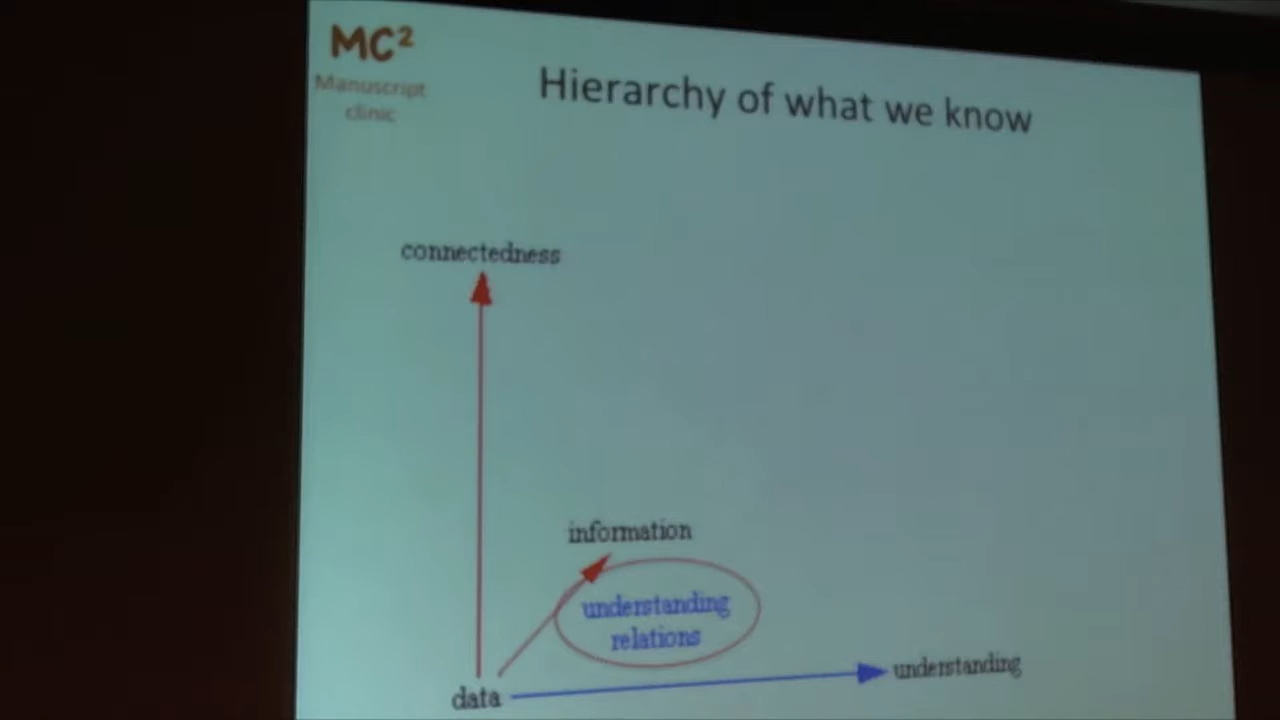 MC²
Manuscript
clinic
Hierarchy of what we know
connectedness
information
understanding
relations
understanding
data